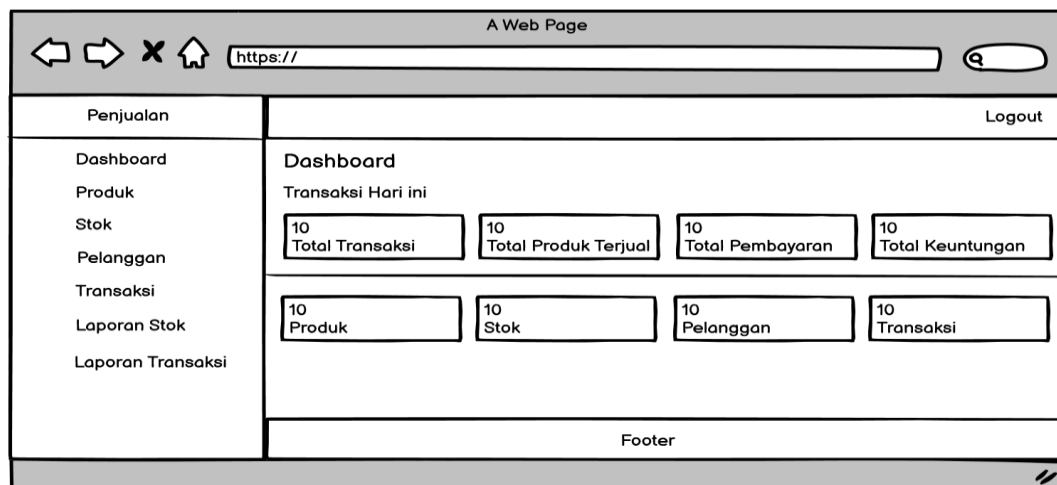 A Web Page
https://
Penjualan
Logout
Dashboard
Produk
Stok
Pelanggan
Transaksi
Laporan Stok
Laporan Transaksi
Dashboard
Transaksi Hari ini
10
Total Transaksi
10
Total Produk Terjual
10
Total Pembayaran
10
Total Keuntungan
10
Produk
10
Stok
10
Pelanggan
10
Transaksi
Footer